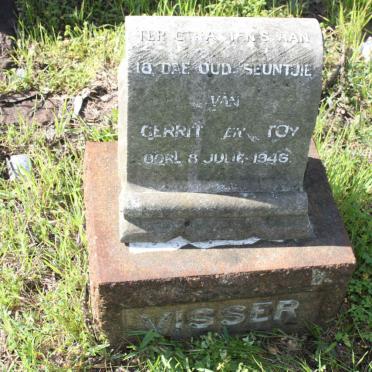 TER
18 DAE OUD SEUNTJIE
VAN
GERRIT EN TOY
OORL 8 JULIE 1946
VISSER